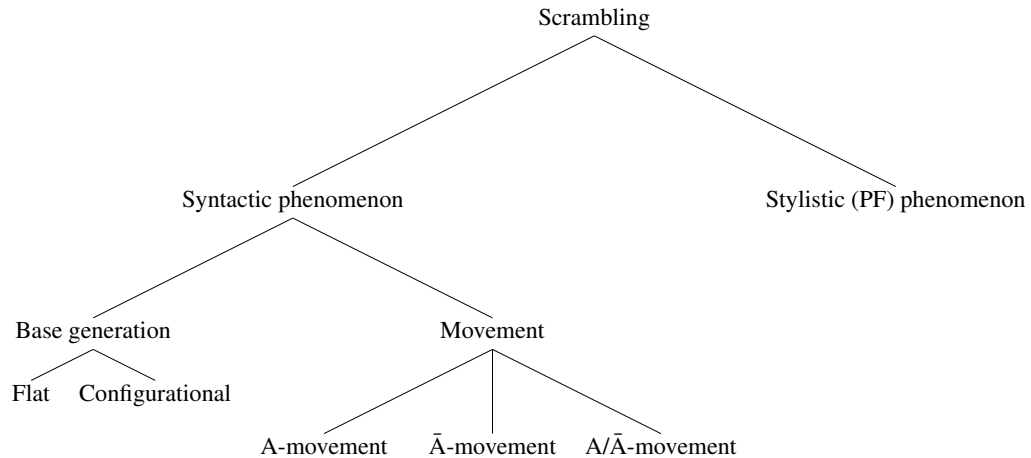 Scrambling
Syntactic phenomenon Stylistic (PF) phenomenon
Base generation Movement
Flat Configurational
A-movement Ā-movement A/Ā-movement